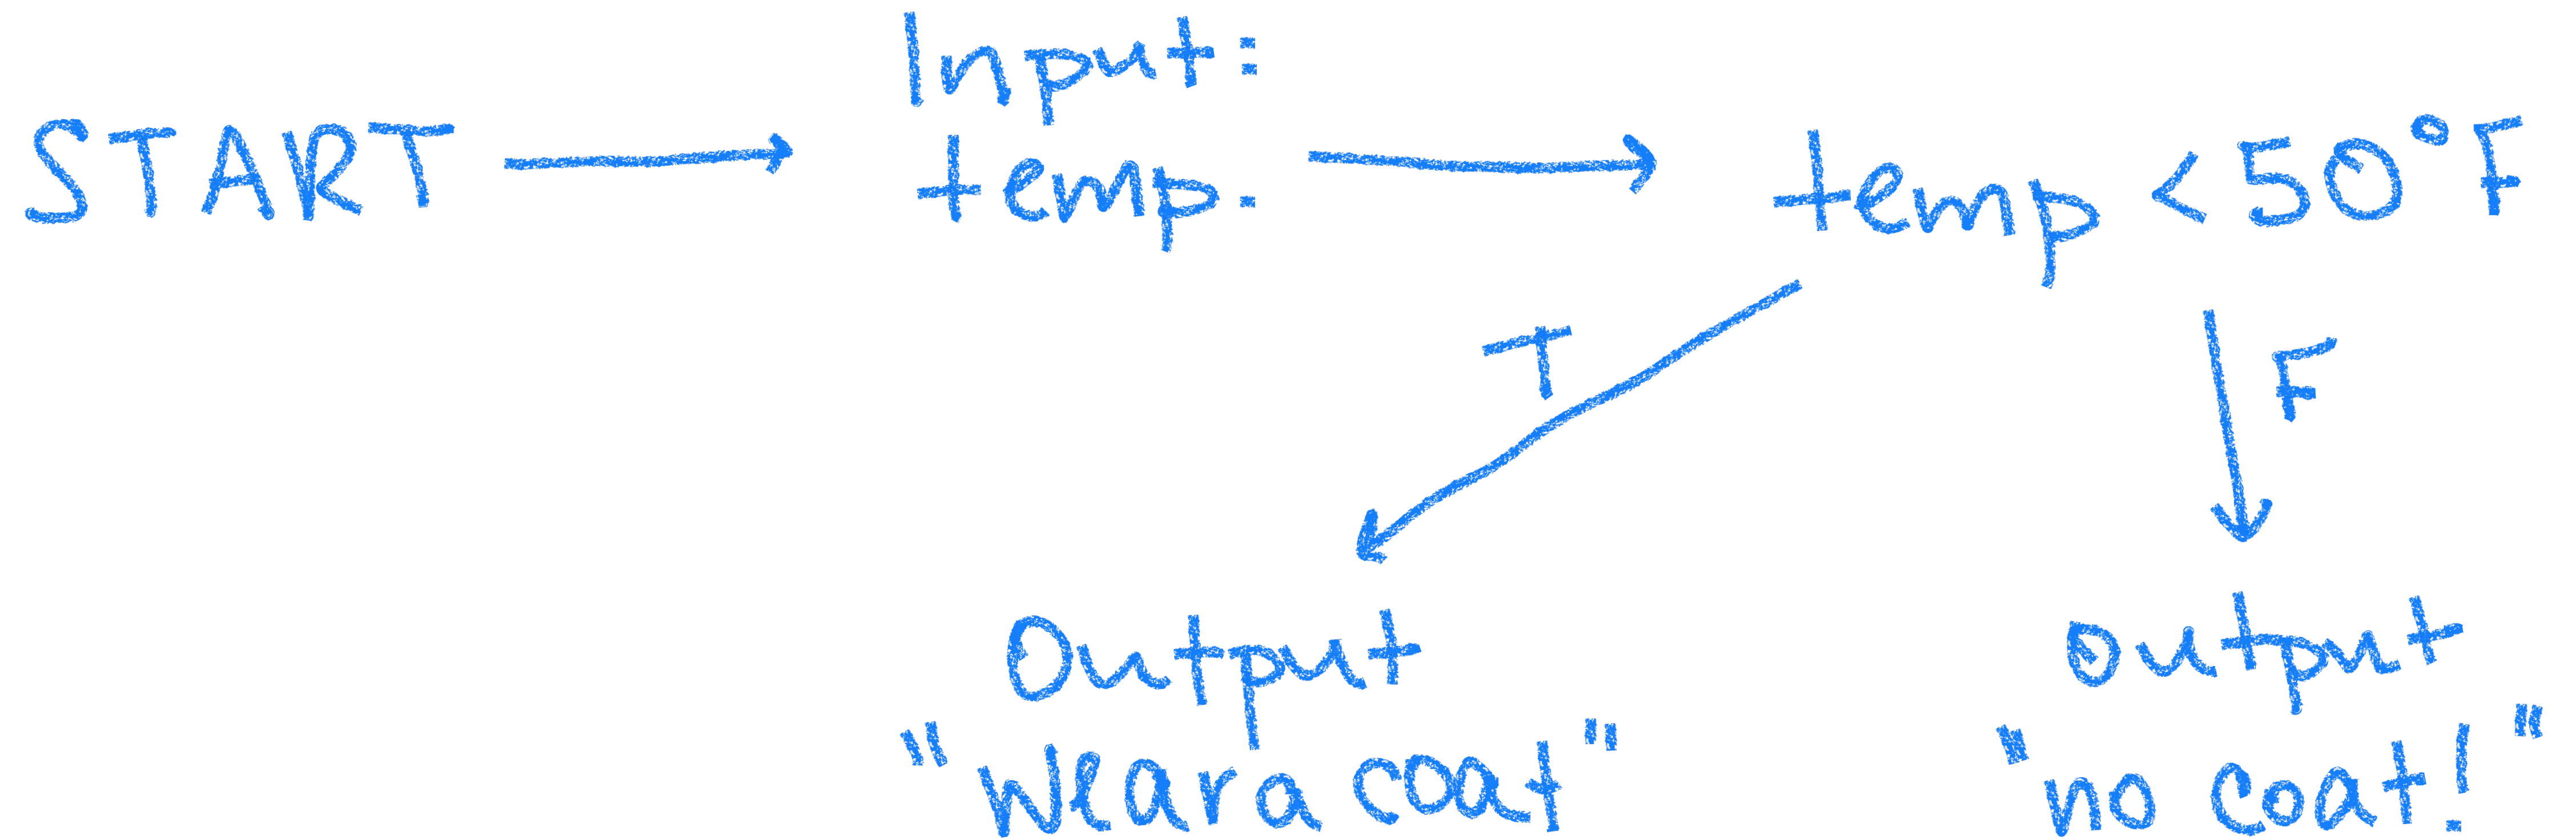 START
Input:
temp.
temp < 50°F
T
F
Output
"wear a coat"
output
"no coat!"